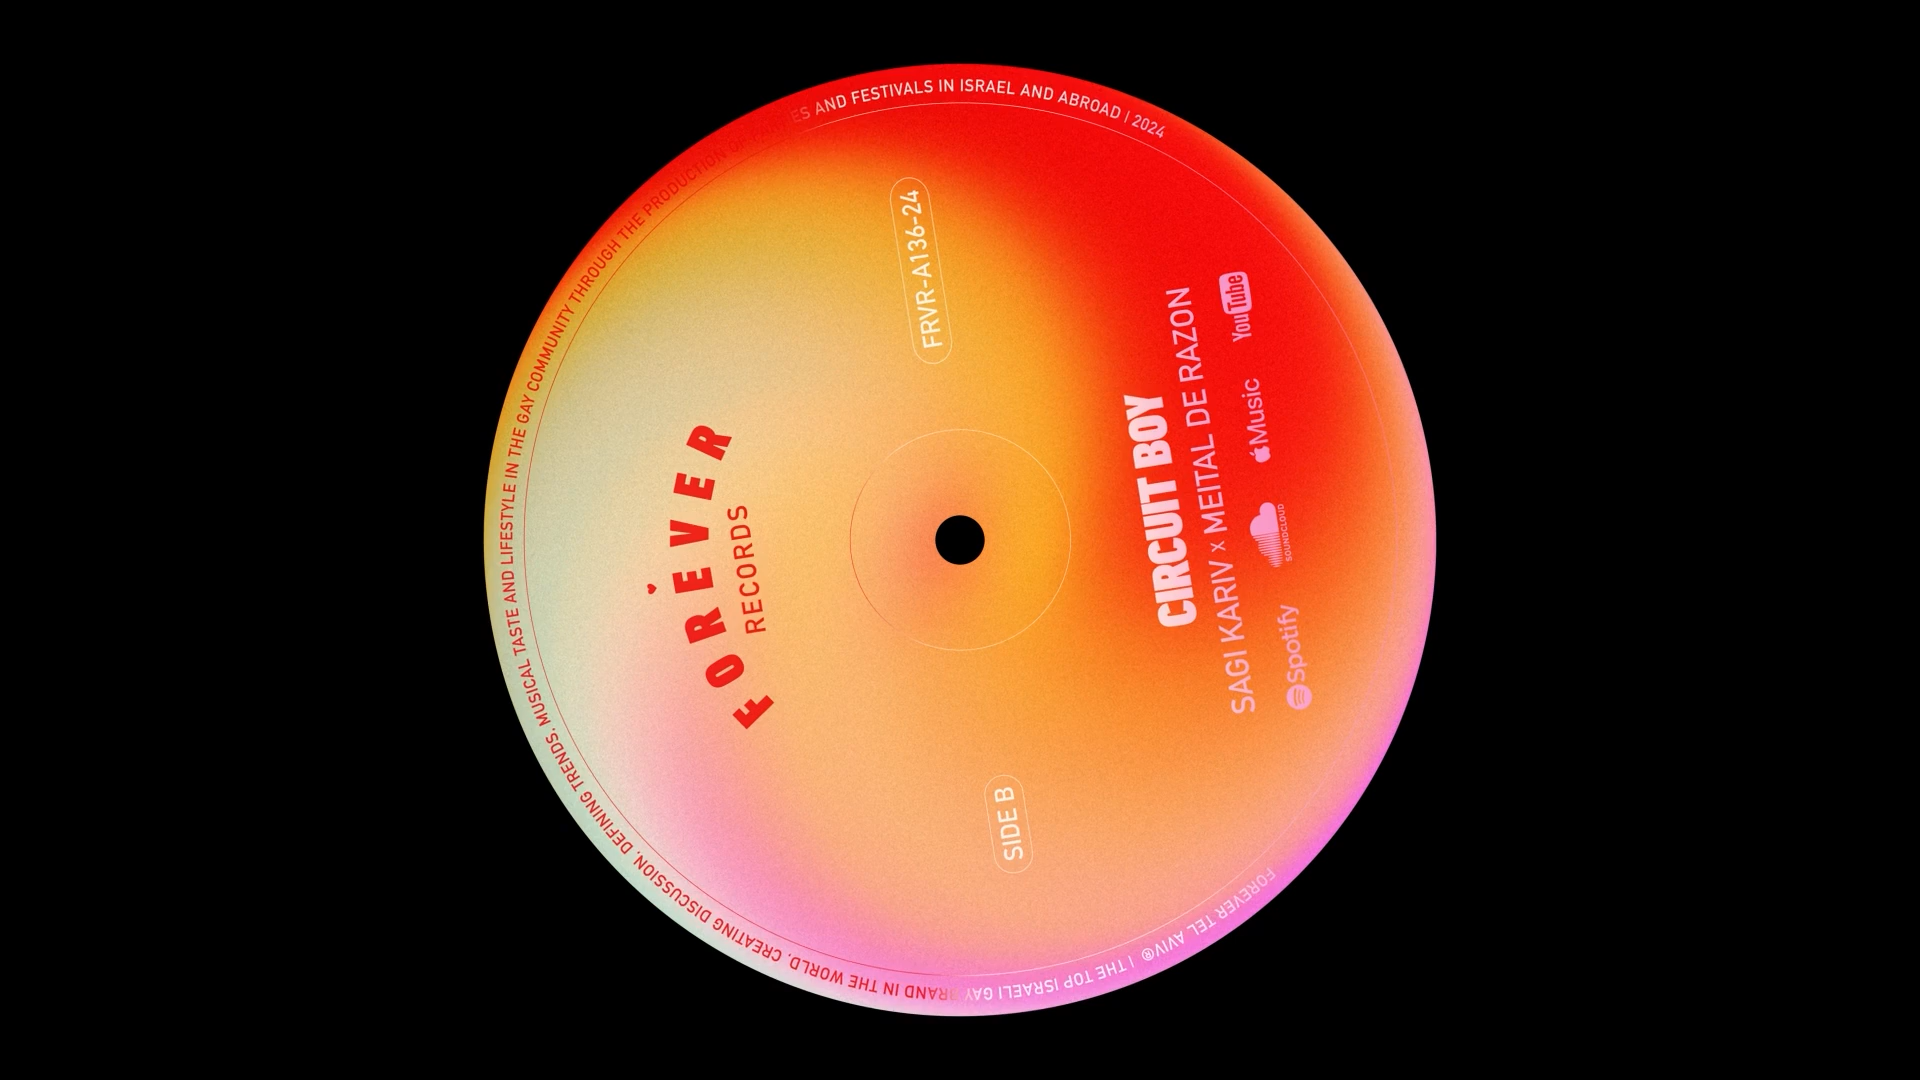 FOREVER
RECORDS
FRVR-A136-24
SIDE B
CIRCUIT BOY
SAGI KARIV x MEITAL DE RAZON
Spotify
SOUNDCLOUD
Music
YouTube
FOREVER TEL AVIV® | THE TOP ISRAELI GAY BRAND IN THE WORLD. CREATING DISCUSSION. DEFINING TRENDS. MUSICAL TASTE AND LIFESTYLE IN THE GAY COMMUNITY THROUGH THE PRODUCTION OF PARTIES AND FESTIVALS IN ISRAEL AND ABROAD | 2024